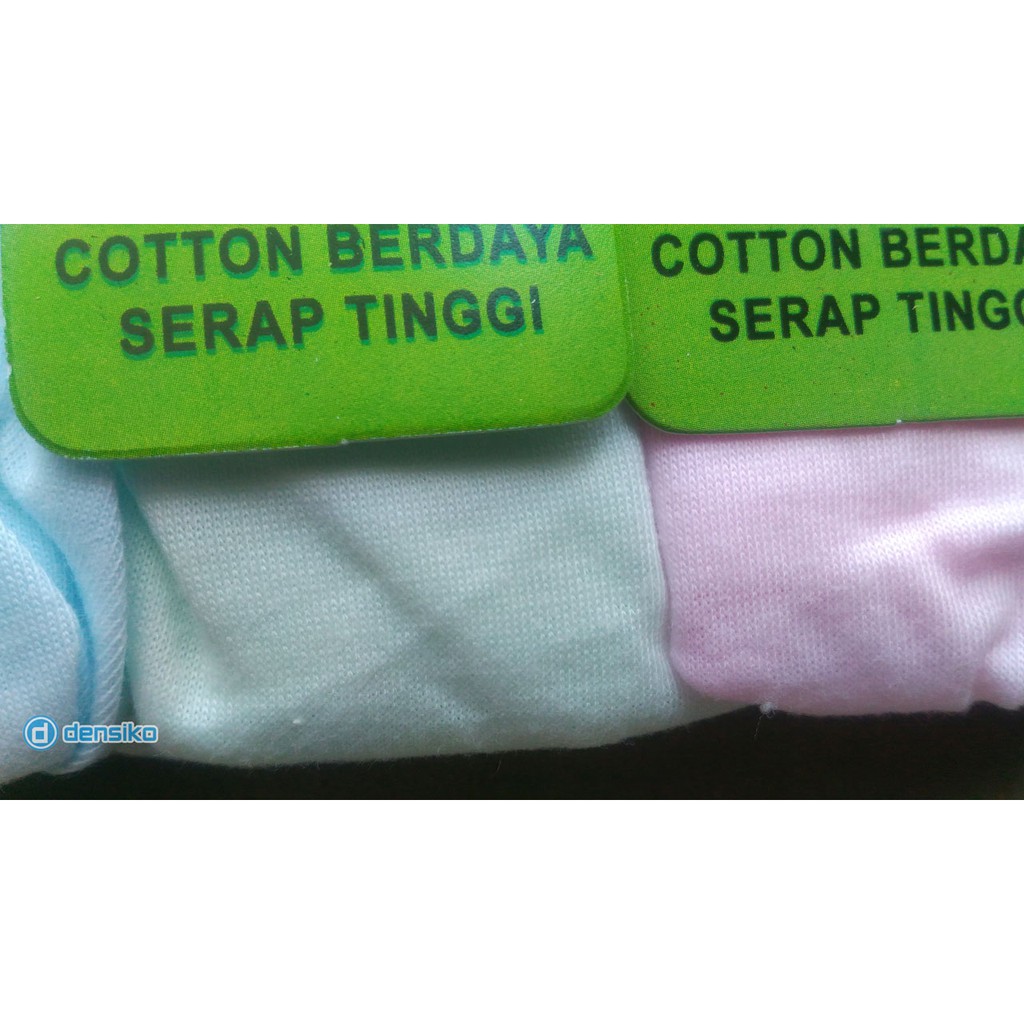 COTTON BERDAYA
SERAP TINGGI
COTTON BERDA
SERAP TINGG
densiko